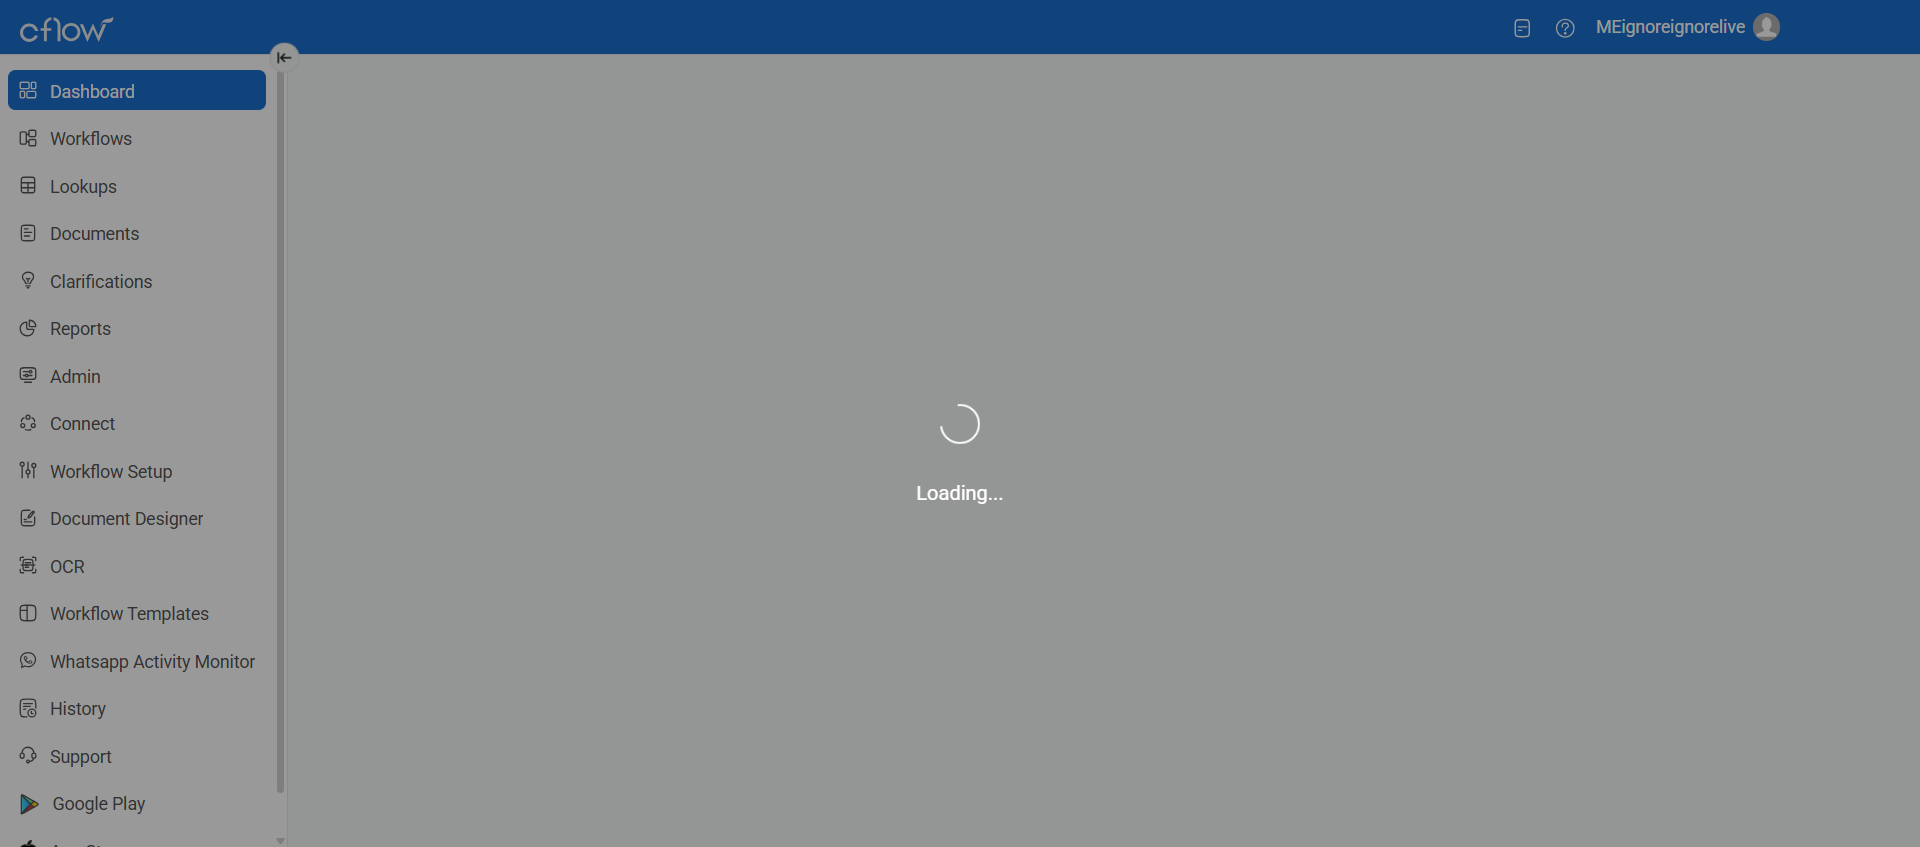 cflow
MEignoreignorelive
Dashboard
Workflows
Lookups
Documents
Clarifications
Reports
Admin
Connect
Workflow Setup
Document Designer
OCR
Workflow Templates
Whatsapp Activity Monitor
History
Support
Google Play
Loading...